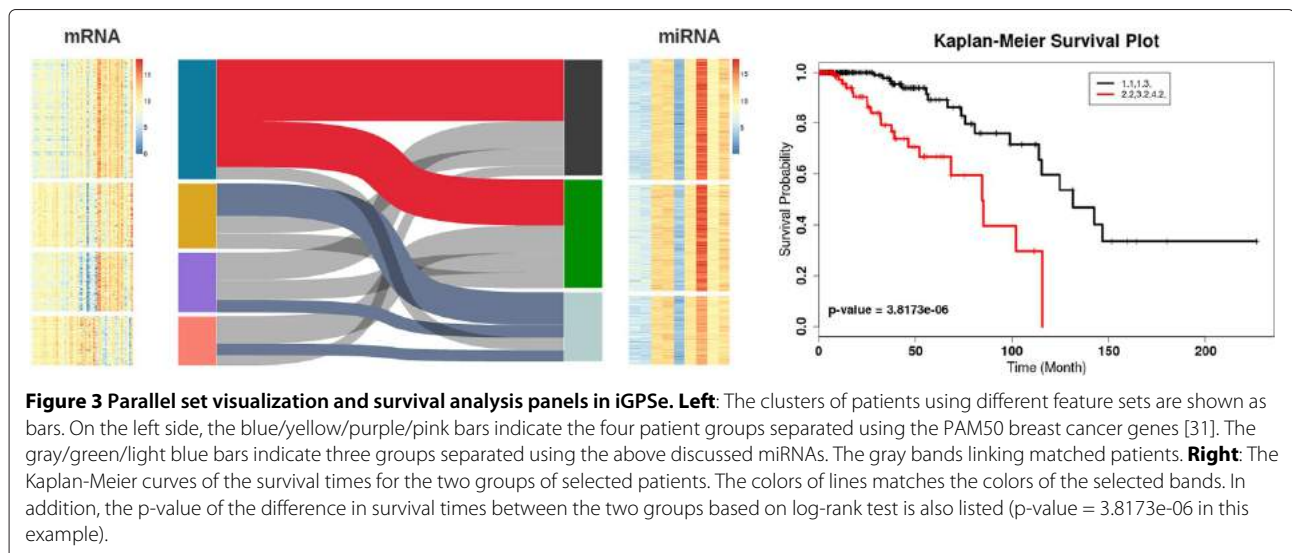 mRNA
miRNA
Kaplan-Meier Survival Plot
15
10
5
0
15
10
5
1.1,1.3,
2.2,3.2,4.2,
Survival Probability
1.0
0.8
0.6
0.4
0.2
0.0
p-value = 3.8173e-06
0
50
100
150
200
Time (Month)
Figure 3 Parallel set visualization and survival analysis panels in iGPSe. Left: The clusters of patients using different feature sets are shown as
bars. On the left side, the blue/yellow/purple/pink bars indicate the four patient groups separated using the PAM50 breast cancer genes [31]. The
gray/green/light blue bars indicate three groups separated using the above discussed miRNAs. The gray bands linking matched patients. Right: The
Kaplan-Meier curves of the survival times for the two groups of selected patients. The colors of lines matches the colors of the selected bands. In
addition, the p-value of the difference in survival times between the two groups based on log-rank test is also listed (p-value = 3.8173e-06 in this
example).